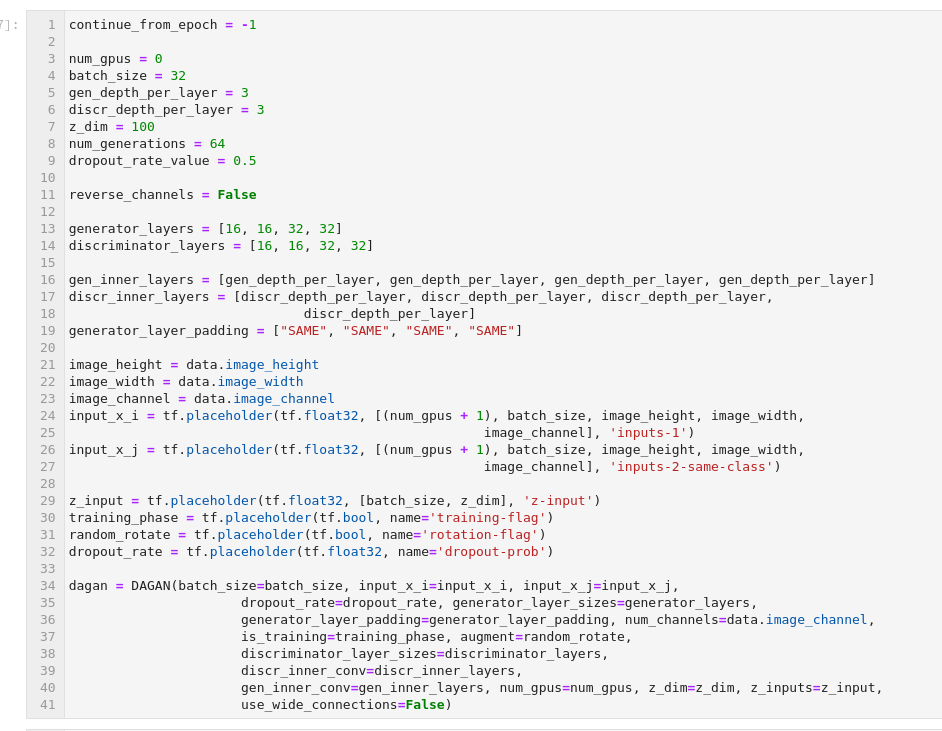 7]:
1 continue_from_epoch = -1
2
3 num_gpus = 0
4 batch_size = 32
5 gen_depth_per_layer = 3
6 discr_depth_per_layer = 3
7 z_dim = 100
8 num_generations = 64
9 dropout_rate_value = 0.5
10
11 reverse_channels = False
12
13 generator_layers = [16, 16, 32, 32]
14 discriminator_layers = [16, 16, 32, 32]
15
16 gen_inner_layers = [gen_depth_per_layer, gen_depth_per_layer, gen_depth_per_layer, gen_depth_per_layer]
17 discr_inner_layers = [discr_depth_per_layer, discr_depth_per_layer, discr_depth_per_layer,
18                               discr_depth_per_layer]
19 generator_layer_padding = ["SAME", "SAME", "SAME", "SAME"]
20
21 image_height = data.image_height
22 image_width = data.image_width
23 image_channel = data.image_channel
24 input_x_i = tf.placeholder(tf.float32, [(num_gpus + 1), batch_size, image_height, image_width,
25                                                      image_channel], 'inputs-1')
26 input_x_j = tf.placeholder(tf.float32, [(num_gpus + 1), batch_size, image_height, image_width,
27                                                      image_channel], 'inputs-2-same-class')
28
29 z_input = tf.placeholder(tf.float32, [batch_size, z_dim], 'z-input')
30 training_phase = tf.placeholder(tf.bool, name='training-flag')
31 random_rotate = tf.placeholder(tf.bool, name='rotation-flag')
32 dropout_rate = tf.placeholder(tf.float32, name='dropout-prob')
33
34 dagan = DAGAN(batch_size=batch_size, input_x_i=input_x_i, input_x_j=input_x_j,
35                       dropout_rate=dropout_rate, generator_layer_sizes=generator_layers,
36                       generator_layer_padding=generator_layer_padding, num_channels=data.image_channel,
37                       is_training=training_phase, augment=random_rotate,
38                       discriminator_layer_sizes=discriminator_layers,
39                       discr_inner_conv=discr_inner_layers,
40                       gen_inner_conv=gen_inner_layers, num_gpus=num_gpus, z_dim=z_dim, z_inputs=z_input,
41                       use_wide_connections=False)